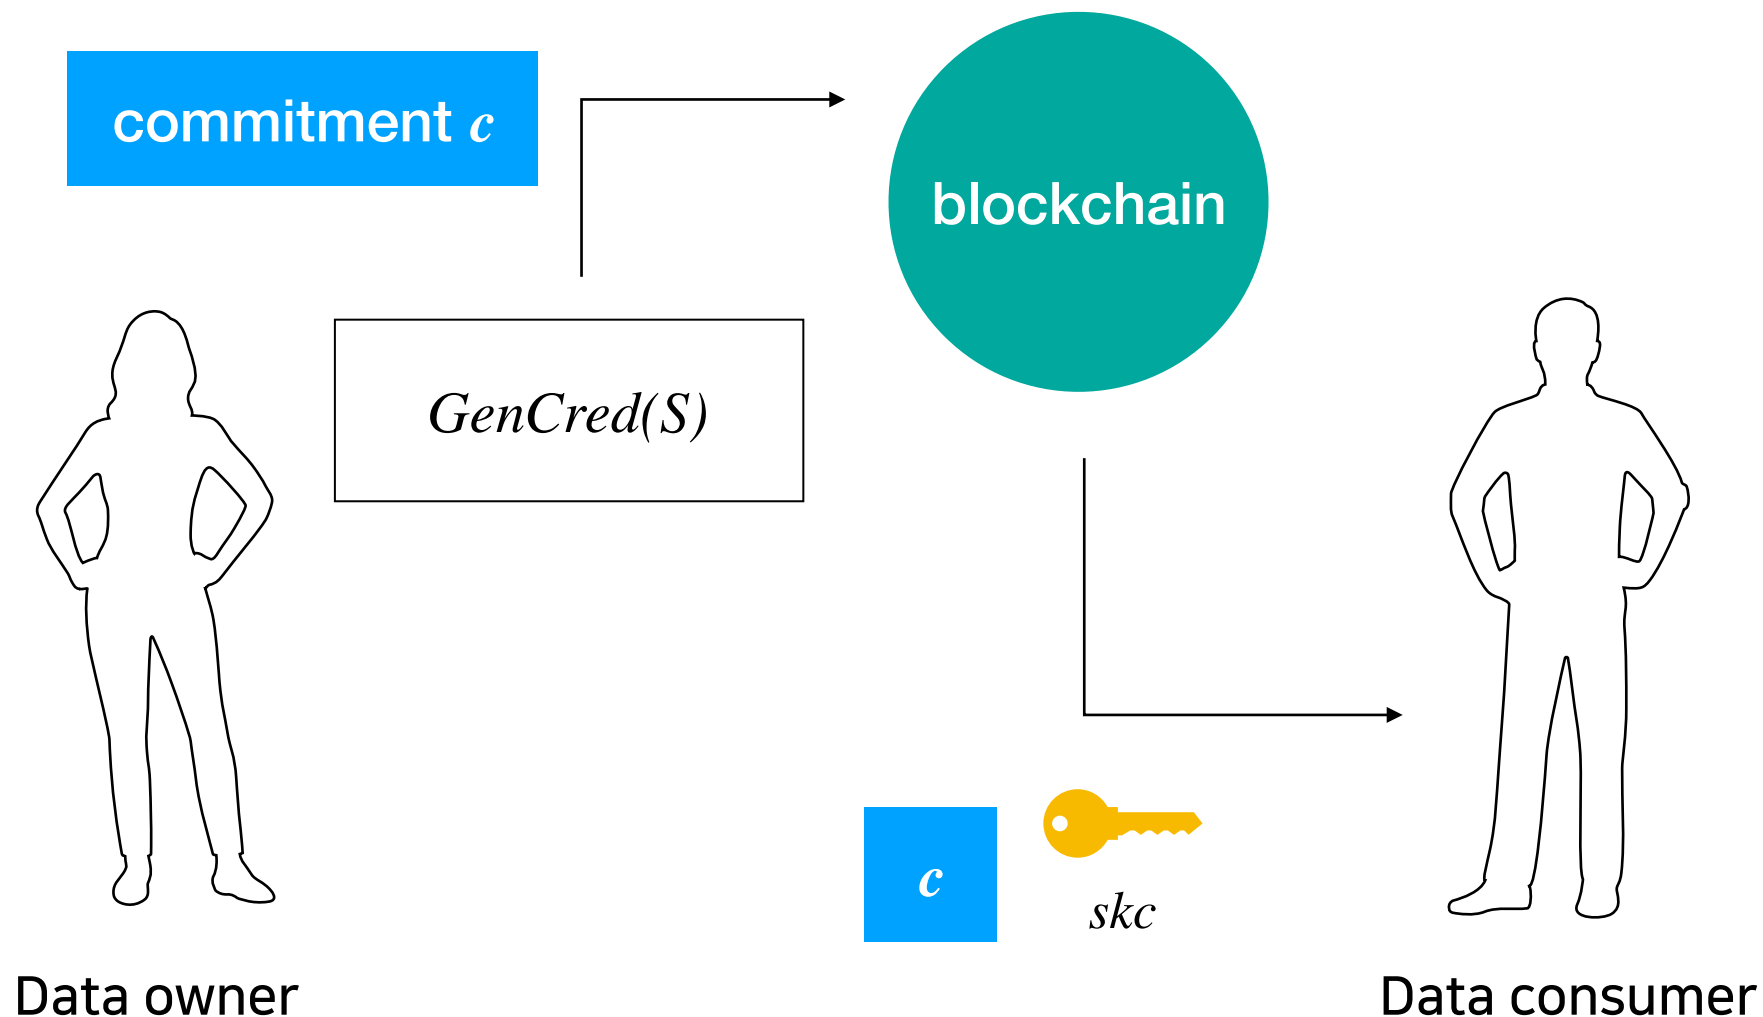 commitment c
blockchain
GenCred(S)
c
skc
Data owner
Data consumer